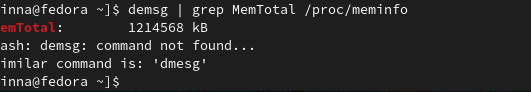 inna@fedora ~]$ demsg | grep MemTotal /proc/meminfo
emTotal: 1214568 kB
ash: demsg: command not found...
imilar command is: 'dmesg'
inna@fedora ~]$